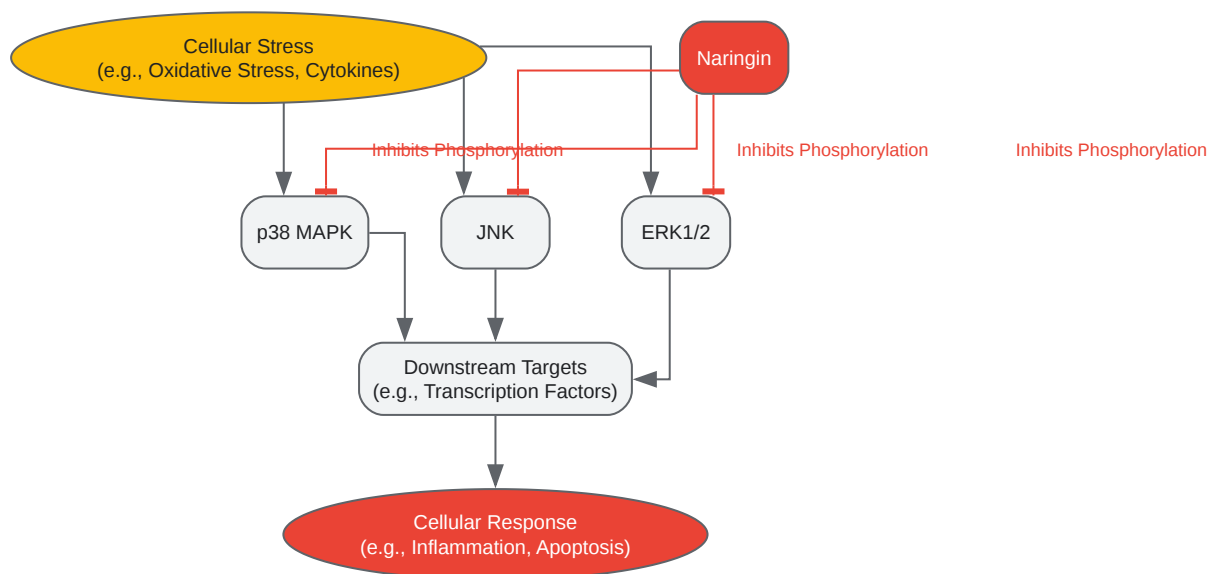 Cellular Stress
(e.g., Oxidative Stress, Cytokines)
Naringin
Inhibits Phosphorylation
Inhibits Phosphorylation
Inhibits Phosphorylation
p38 MAPK
JNK
ERK1/2
Downstream Targets
(e.g., Transcription Factors)
Cellular Response
(e.g., Inflammation, Apoptosis)